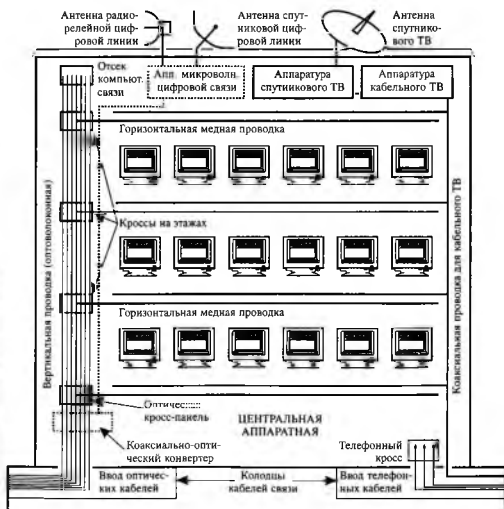 Антенна радио-
релейной циф-
ровой линии
Антенна спут-
никовой циф-
ровой линии
Антенна
спутнико-
вого ТВ
Отсек
компьют.
связи
Апп. микроволн.
цифровой связи
Аппаратура
спутникового ТВ
Аппаратура
кабельного ТВ
Горизонтальная медная проводка
Кроссы на этажах
Горизонтальная медная проводка
Вертикальная проводка (оптоволоконная)
Коаксиальная проводка для кабельного ТВ
Оптическая
кросс-панель
ЦЕНТРАЛЬНАЯ
АППАРАТНАЯ
Коаксиально-опти-
ческий конвертер
Телефонный
кросс
Ввод оптичес-
ких кабелей
Колодцы
кабелей связи
Ввод телефон-
ных кабелей